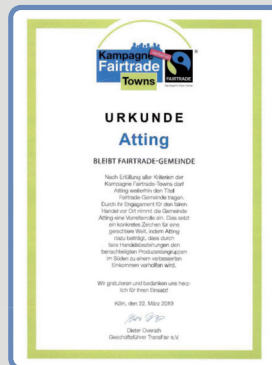 Kampagne
Fairtrade
Towns
FAIRTRADE
URKUNDE
Atting
BLEIBT FAIRTRADE-GEMEINDE
Nach Erfüllung aller Kriterien der
Kampagne Fairtrade-Towns darf
Atting weiterhin den Titel
Fairtrade-Gemeinde tragen.
Durch ihr Engagement für den fairen
Handel vor Ort nimmt die Gemeinde
Atting eine Vorreiterrolle ein. Dies setzt
ein konkretes Zeichen für eine
gerechtere Welt, indem Atting
dazu beiträgt, dass durch
faire Handelsbeziehungen den
benachteiligten Produzentengruppen
im Süden zu einem verbesserten
Einkommen verholfen wird.
Wir gratulieren und bedanken uns herz-
lich für Ihren Einsatz!
Köln, den 22. März 2019
Dieter Overath
Geschäftsführer TransFair e.V.